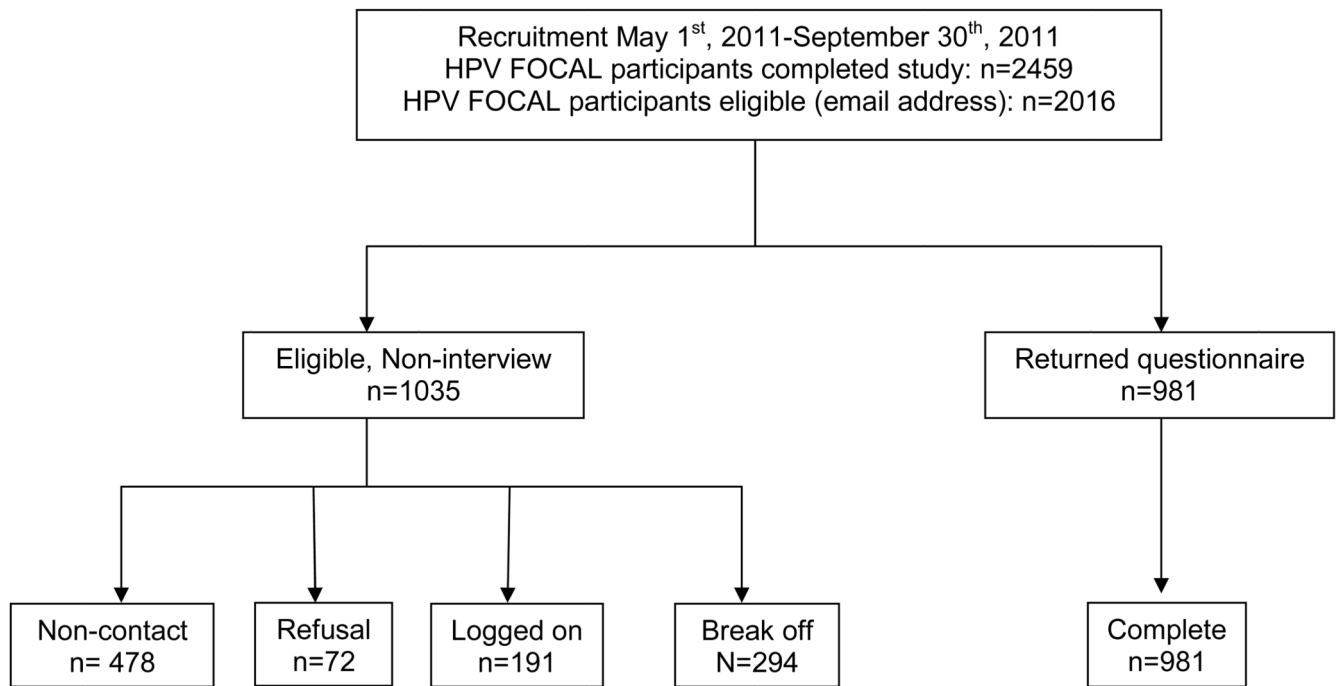 Recruitment May 1st, 2011-September 30th, 2011
HPV FOCAL participants completed study: n=2459
HPV FOCAL participants eligible (email address): n=2016
Eligible, Non-interview
n=1035
Returned questionnaire
n=981
Non-contact
n= 478
Refusal
n=72
Logged on
n=191
Break off
N=294
Complete
n=981